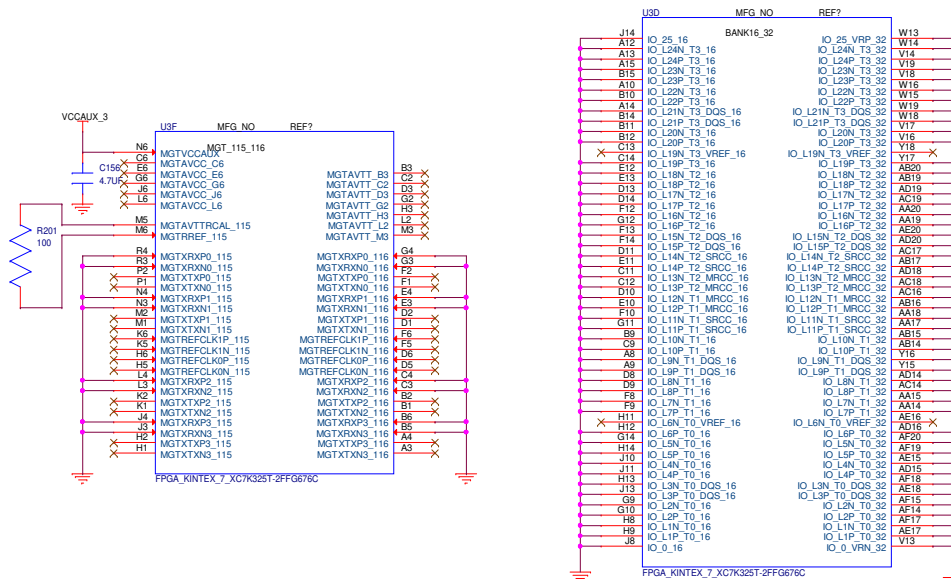 U3D MFG_NO REF?
BANK16_32
J14 IO_25_16 IO_25_VRP_32 W13
A12 IO_L24N_T3_16 IO_L24N_T3_32 W14
A13 IO_L24P_T3_16 IO_L24P_T3_32 V14
A15 IO_L23N_T3_16 IO_L23N_T3_32 V19
B15 IO_L23P_T3_16 IO_L23P_T3_32 V18
A10 IO_L22N_T3_16 IO_L22N_T3_32 W16
B10 IO_L22P_T3_16 IO_L22P_T3_32 W15
A14 IO_L21N_T3_DQS_16 IO_L21N_T3_DQS_32 W19
B14 IO_L21P_T3_DQS_16 IO_L21P_T3_DQS_32 W18
B11 IO_L20N_T3_16 IO_L20N_T3_32 V17
B12 IO_L20P_T3_16 IO_L20P_T3_32 V16
C13 IO_L19N_T3_VREF_16 IO_L19N_T3_VREF_32 Y18
C14 IO_L19P_T3_16 IO_L19P_T3_32 Y17
E12 IO_L18N_T2_16 IO_L18N_T2_32 AB20
E13 IO_L18P_T2_16 IO_L18P_T2_32 AB19
D13 IO_L17N_T2_16 IO_L17N_T2_32 AD19
D14 IO_L17P_T2_16 IO_L17P_T2_32 AC19
F12 IO_L16N_T2_16 IO_L16N_T2_32 AA20
G12 IO_L16P_T2_16 IO_L16P_T2_32 AA19
F13 IO_L15N_T2_DQS_16 IO_L15N_T2_DQS_32 AE20
F14 IO_L15P_T2_DQS_16 IO_L15P_T2_DQS_32 AD20
D11 IO_L14N_T2_SRCC_16 IO_L14N_T2_SRCC_32 AC17
E11 IO_L14P_T2_SRCC_16 IO_L14P_T2_SRCC_32 AB17
C11 IO_L13N_T2_MRCC_16 IO_L13N_T2_MRCC_32 AD18
C12 IO_L13P_T2_MRCC_16 IO_L13P_T2_MRCC_32 AC18
D10 IO_L12N_T1_MRCC_16 IO_L12N_T1_MRCC_32 AC16
E10 IO_L12P_T1_MRCC_16 IO_L12P_T1_MRCC_32 AB16
F10 IO_L11N_T1_SRCC_16 IO_L11N_T1_SRCC_32 AA18
G11 IO_L11P_T1_SRCC_16 IO_L11P_T1_SRCC_32 AA17
B9 IO_L10N_T1_16 IO_L10N_T1_32 AB15
C9 IO_L10P_T1_16 IO_L10P_T1_32 AB14
A8 IO_L9N_T1_DQS_16 IO_L9N_T1_DQS_32 Y16
A9 IO_L9P_T1_DQS_16 IO_L9P_T1_DQS_32 Y15
D8 IO_L8N_T1_16 IO_L8N_T1_32 AD14
D9 IO_L8P_T1_16 IO_L8P_T1_32 AC14
F8 IO_L7N_T1_16 IO_L7N_T1_32 AA15
F9 IO_L7P_T1_16 IO_L7P_T1_32 AA14
H11 IO_L6N_T0_VREF_16 IO_L6N_T0_VREF_32 AE16
H12 IO_L6P_T0_16 IO_L6P_T0_32 AD16
G14 IO_L5N_T0_16 IO_L5N_T0_32 AF20
H14 IO_L5P_T0_16 IO_L5P_T0_32 AF19
J10 IO_L4N_T0_16 IO_L4N_T0_32 AE15
J11 IO_L4P_T0_16 IO_L4P_T0_32 AD15
H13 IO_L3N_T0_DQS_16 IO_L3N_T0_DQS_32 AF18
J13 IO_L3P_T0_DQS_16 IO_L3P_T0_DQS_32 AE18
G9 IO_L2N_T0_16 IO_L2N_T0_32 AF15
G10 IO_L2P_T0_16 IO_L2P_T0_32 AF14
H8 IO_L1N_T0_16 IO_L1N_T0_32 AF17
H9 IO_L1P_T0_16 IO_L1P_T0_32 AE17
J8 IO_0_16 IO_0_VRN_32 V13
FPGA_KINTEX_7_XC7K325T-2FFG676C
VCCAUX_3
U3F MFG_NO REF?
MGT_115_116
C156
4.7UF
R201
100
N6 MGTVCCAUX
C6 MGTAVCC_C6
E6 MGTAVCC_E6
G6 MGTAVCC_G6
J6 MGTAVCC_J6
L6 MGTAVCC_L6
MGTAVTT_B3 B3
MGTAVTT_C2 C2
MGTAVTT_D3 D3
MGTAVTT_G2 G2
MGTAVTT_H3 H3
MGTAVTT_L2 L2
MGTAVTT_M3 M3
M5 MGTAVTTRCAL_115
M6 MGTRREF_115
R4 MGTXRXP0_115 MGTXRXP0_116 G4
R3 MGTXRXN0_115 MGTXRXN0_116 G3
P2 MGTXTXP0_115 MGTXTXP0_116 F2
P1 MGTXTXN0_115 MGTXTXN0_116 F1
N4 MGTXRXP1_115 MGTXRXP1_116 E4
N3 MGTXRXN1_115 MGTXRXN1_116 E3
M2 MGTXTXP1_115 MGTXTXP1_116 D2
M1 MGTXTXN1_115 MGTXTXN1_116 D1
K6 MGTREFCLK1P_115 MGTREFCLK1P_116 F6
K5 MGTREFCLK1N_115 MGTREFCLK1N_116 F5
H6 MGTREFCLK0P_115 MGTREFCLK0P_116 D6
H5 MGTREFCLK0N_115 MGTREFCLK0N_116 D5
L4 MGTXRXP2_115 MGTXRXP2_116 C4
L3 MGTXRXN2_115 MGTXRXN2_116 C3
K2 MGTXTXP2_115 MGTXTXP2_116 B2
K1 MGTXTXN2_115 MGTXTXN2_116 B1
J4 MGTXRXP3_115 MGTXRXP3_116 B6
J3 MGTXRXN3_115 MGTXRXN3_116 B5
H2 MGTXTXP3_115 MGTXTXP3_116 A4
H1 MGTXTXN3_115 MGTXTXN3_116 A3
FPGA_KINTEX_7_XC7K325T-2FFG676C